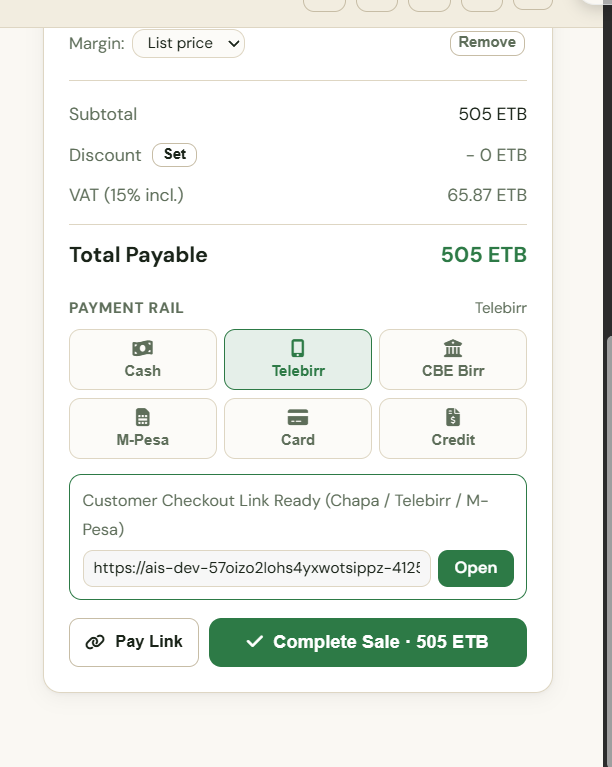 Margin: List price Remove
Subtotal 505 ETB
Discount Set - 0 ETB
VAT (15% incl.) 65.87 ETB
Total Payable 505 ETB
PAYMENT RAIL Telebirr
Cash Telebirr CBE Birr
M-Pesa Card Credit
Customer Checkout Link Ready (Chapa / Telebirr / M-
Pesa)
https://ais-dev-57oizo2lohs4yxwotsippz-4125 Open
Pay Link Complete Sale · 505 ETB